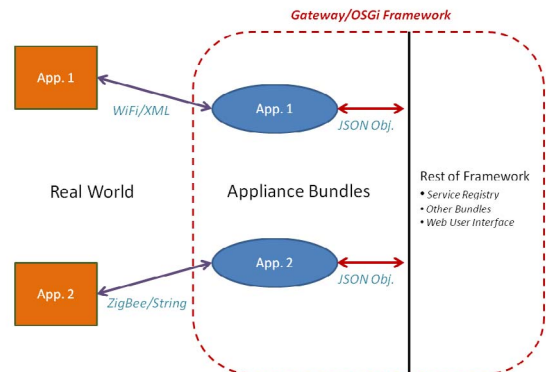 Gateway/OSGi Framework
App. 1
App. 1
WiFi/XML
JSON Obj.
Real World
Appliance Bundles
Rest of Framework
• Service Registry
• Other Bundles
• Web User Interface
App. 2
App. 2
ZigBee/String
JSON Obj.